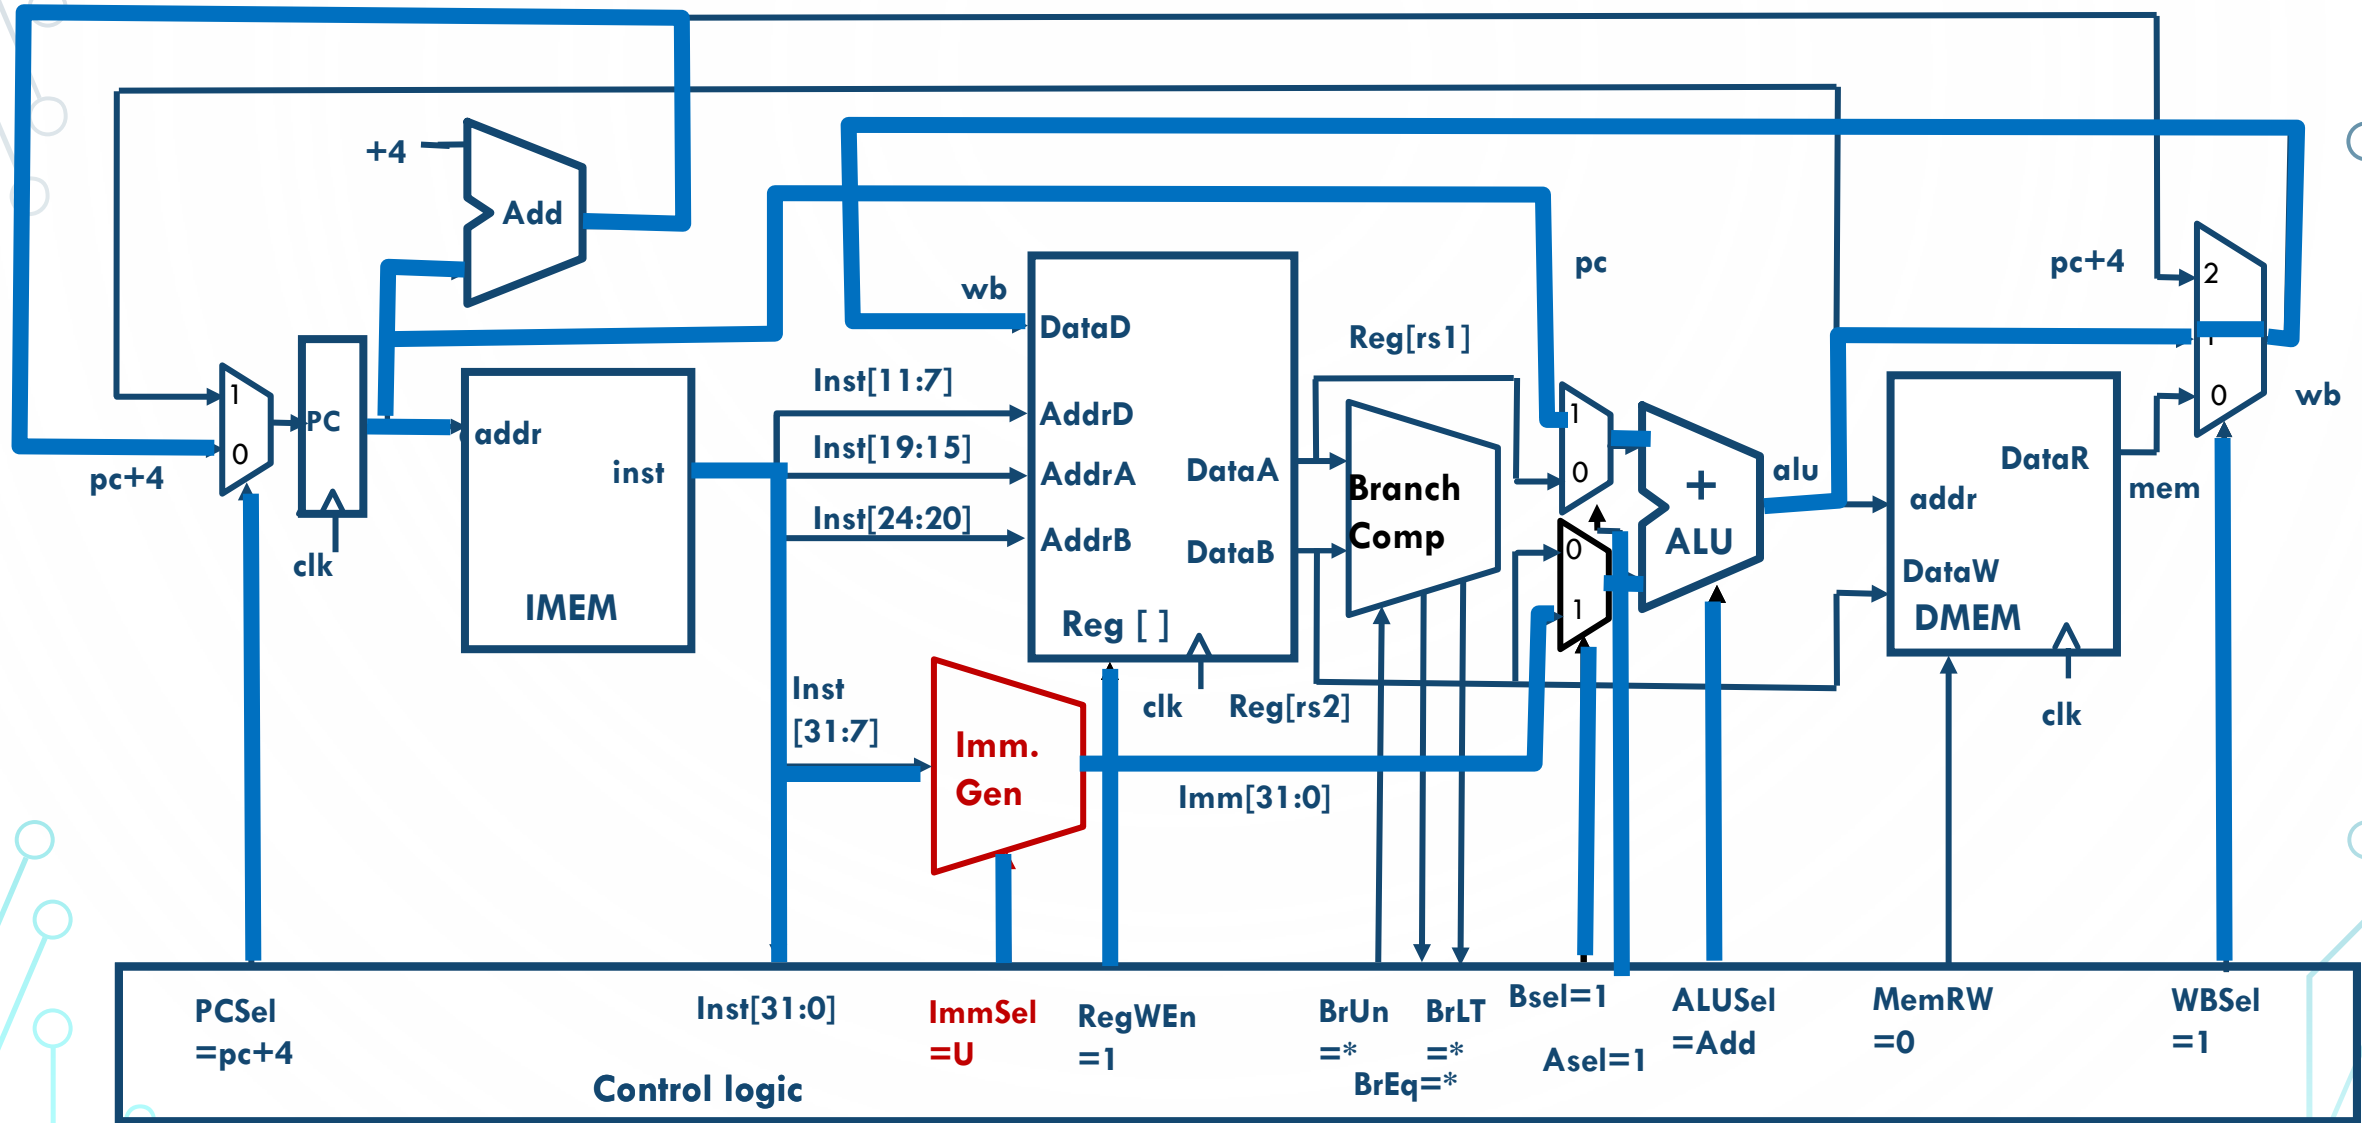 +4
Add
pc
pc+4
2
wb
DataD
Reg[rs1]
1
Inst[11:7]
1
0
wb
PC
AddrD
1
addr
Inst[19:15]
0
pc+4
inst
AddrA
DataA
0
alu
DataR
mem
Branch
Comp
+
ALU
addr
Inst[24:20]
AddrB
DataB
0
1
DataW
DMEM
clk
IMEM
Reg [ ]
Inst
[31:7]
clk
Reg[rs2]
clk
Imm.
Gen
Imm[31:0]
PCSel
=pc+4
Inst[31:0]
ImmSel
=U
RegWEn
=1
BrUn
=*
BrLT
=*
BrEq=*
Bsel=1
Asel=1
ALUSel
=Add
MemRW
=0
WBSel
=1
Control logic